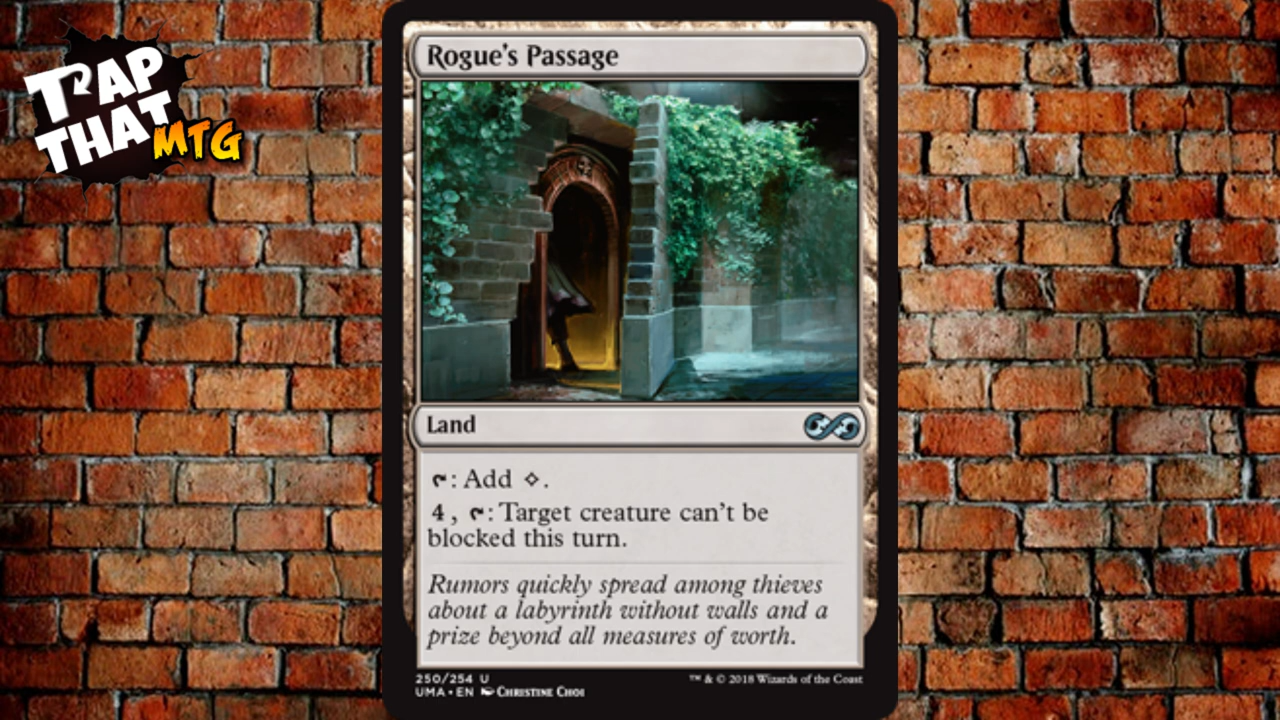 TRAP
THAT
MTG
Rogue's Passage
Land
: Add .
4 , : Target creature can't be
blocked this turn.
Rumors quickly spread among thieves
about a labyrinth without walls and a
prize beyond all measures of worth.
250/254 U
UMA • EN Christine Choi
™ & © 2018 Wizards of the Coast